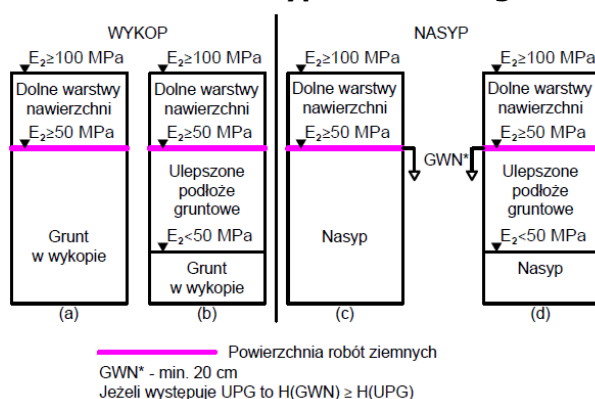 WYKOP NASYP
E₂≥100 MPa E₂≥100 MPa E₂≥100 MPa E₂≥100 MPa
Dolne warstwy Dolne warstwy Dolne warstwy Dolne warstwy
nawierzchni nawierzchni nawierzchni nawierzchni
E₂≥50 MPa E₂≥50 MPa E₂≥50 MPa E₂≥50 MPa
GWN*
Ulepszone Ulepszone
podłoże podłoże
gruntowe gruntowe
Grunt Nasyp
w wykopie
E₂<50 MPa E₂<50 MPa
Grunt Nasyp
w wykopie
(a) (b) (c) (d)
Powierzchnia robót ziemnych
GWN* - min. 20 cm
Jeżeli występuje UPG to H(GWN) ≥ H(UPG)